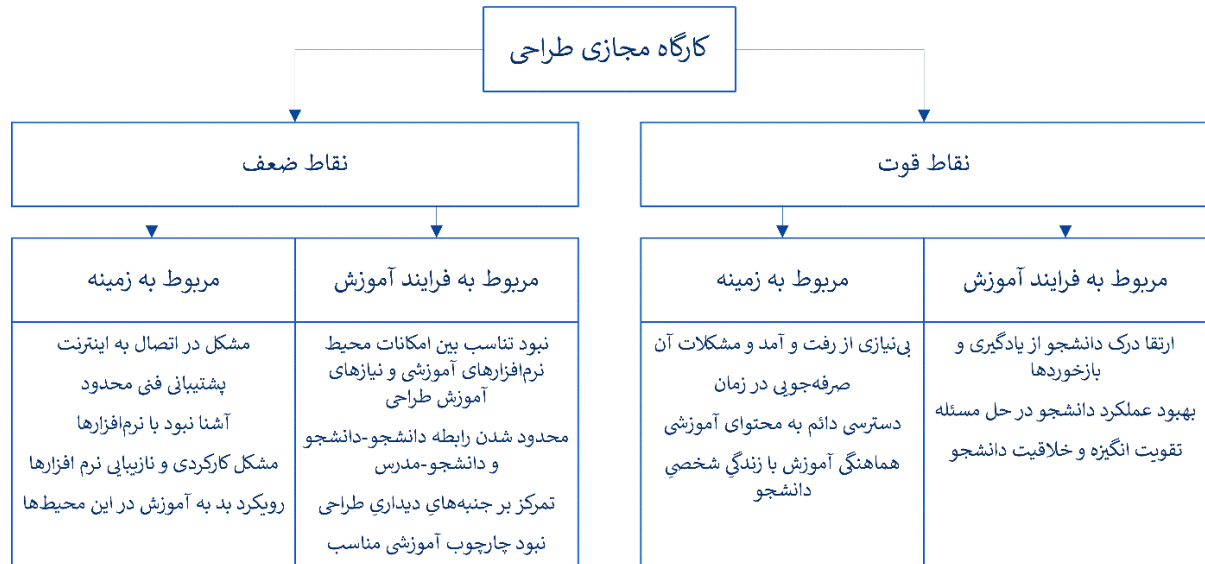 کارگاه مجازی طراحی
نقاط قوت
مربوط به فرایند آموزش
ارتقا درک دانشجو از یادگیری و
بازخوردها
بهبود عملکرد دانشجو در حل مسئله
تقویت انگیزه و خلاقیت دانشجو
مربوط به زمینه
بی‌نیازی از رفت و آمد و مشکلات آن
صرفه‌جویی در زمان
دسترسی دائم به محتوای آموزشی
هماهنگی آموزش با زندگیِ شخصیِ
دانشجو
نقاط ضعف
مربوط به فرایند آموزش
نبود تناسب بین امکانات محیط
نرم‌افزارهای آموزشی و نیازهای
آموزش طراحی
محدود شدن رابطه دانشجو-دانشجو
و دانشجو-مدرس
تمرکز بر جنبه‌هایِ دیداریِ طراحی
نبود چارچوب آموزشی مناسب
مربوط به زمینه
مشکل در اتصال به اینترنت
پشتیبانی فنی محدود
آشنا نبود با نرم‌افزارها
مشکل کارکردی و نازیبایی نرم افزارها
رویکرد بد به آموزش در این محیط‌ها